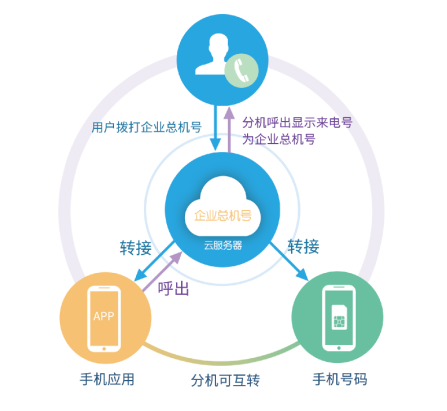 用户拨打企业总机号
分机呼出显示来电号
为企业总机号
企业总机号
云服务器
转接
转接
呼出
APP
手机应用
分机可互转
手机号码